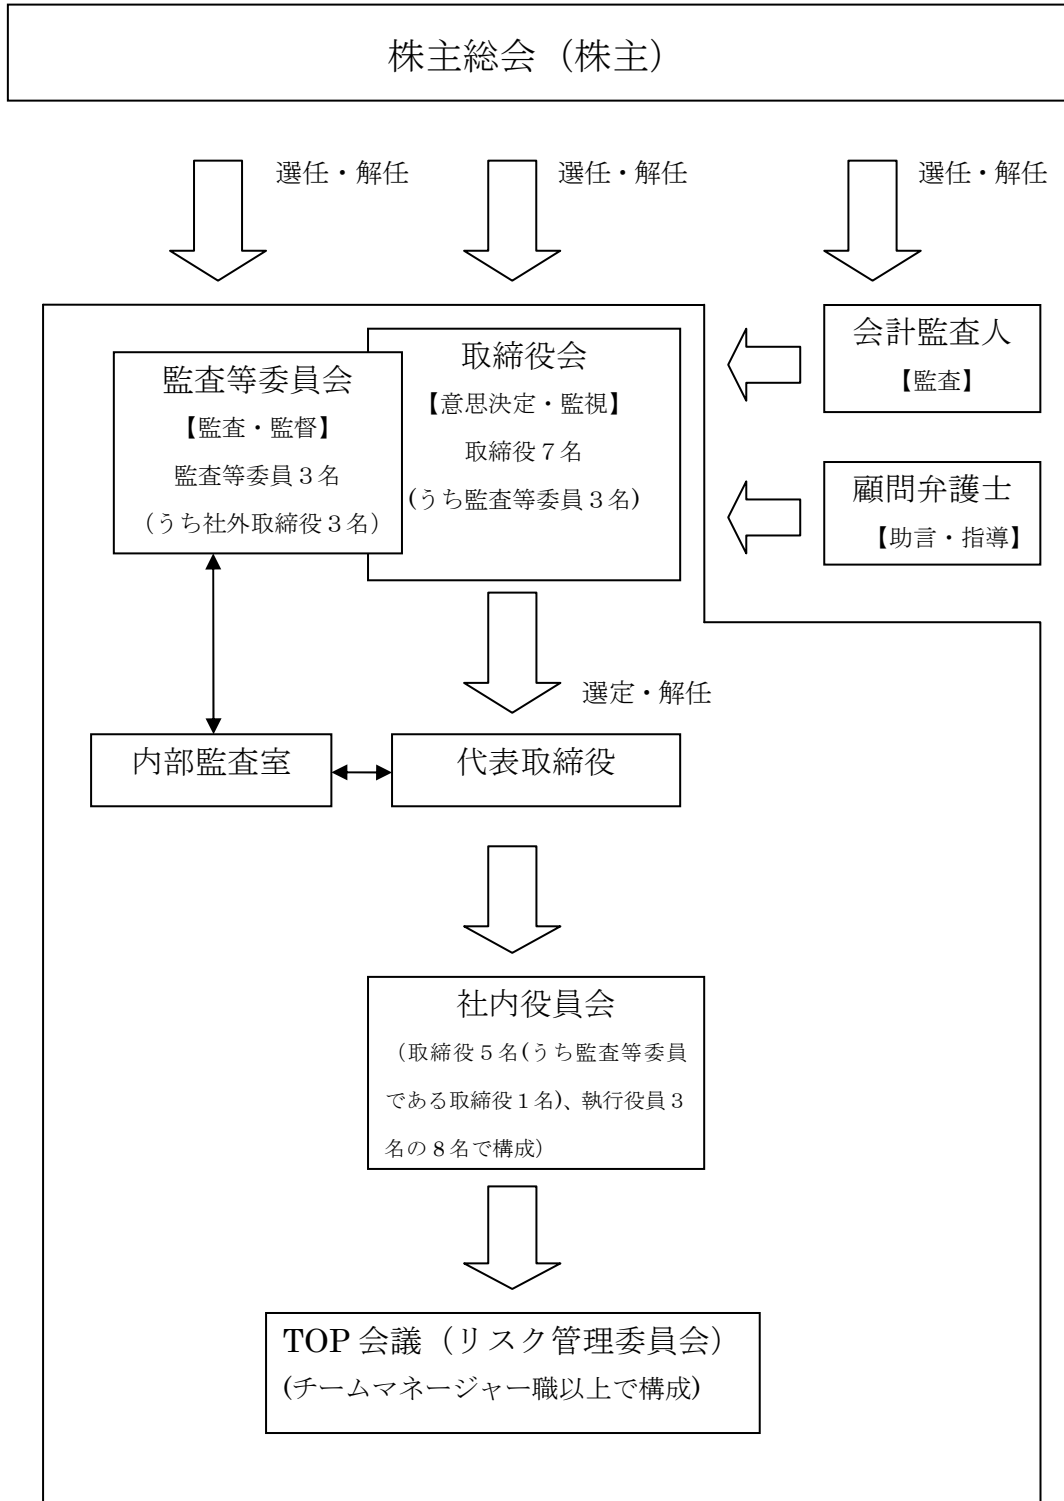 株主総会（株主）
選任・解任
選任・解任
選任・解任
監査等委員会
【監査・監督】
監査等委員３名
（うち社外取締役３名）
取締役会
【意思決定・監視】
取締役７名
(うち監査等委員３名)
会計監査人
【監査】
顧問弁護士
【助言・指導】
選定・解任
内部監査室
代表取締役
社内役員会
（取締役５名(うち監査等委員
である取締役１名)、執行役員３
名の８名で構成）
TOP 会議（リスク管理委員会）
(チームマネージャー職以上で構成)